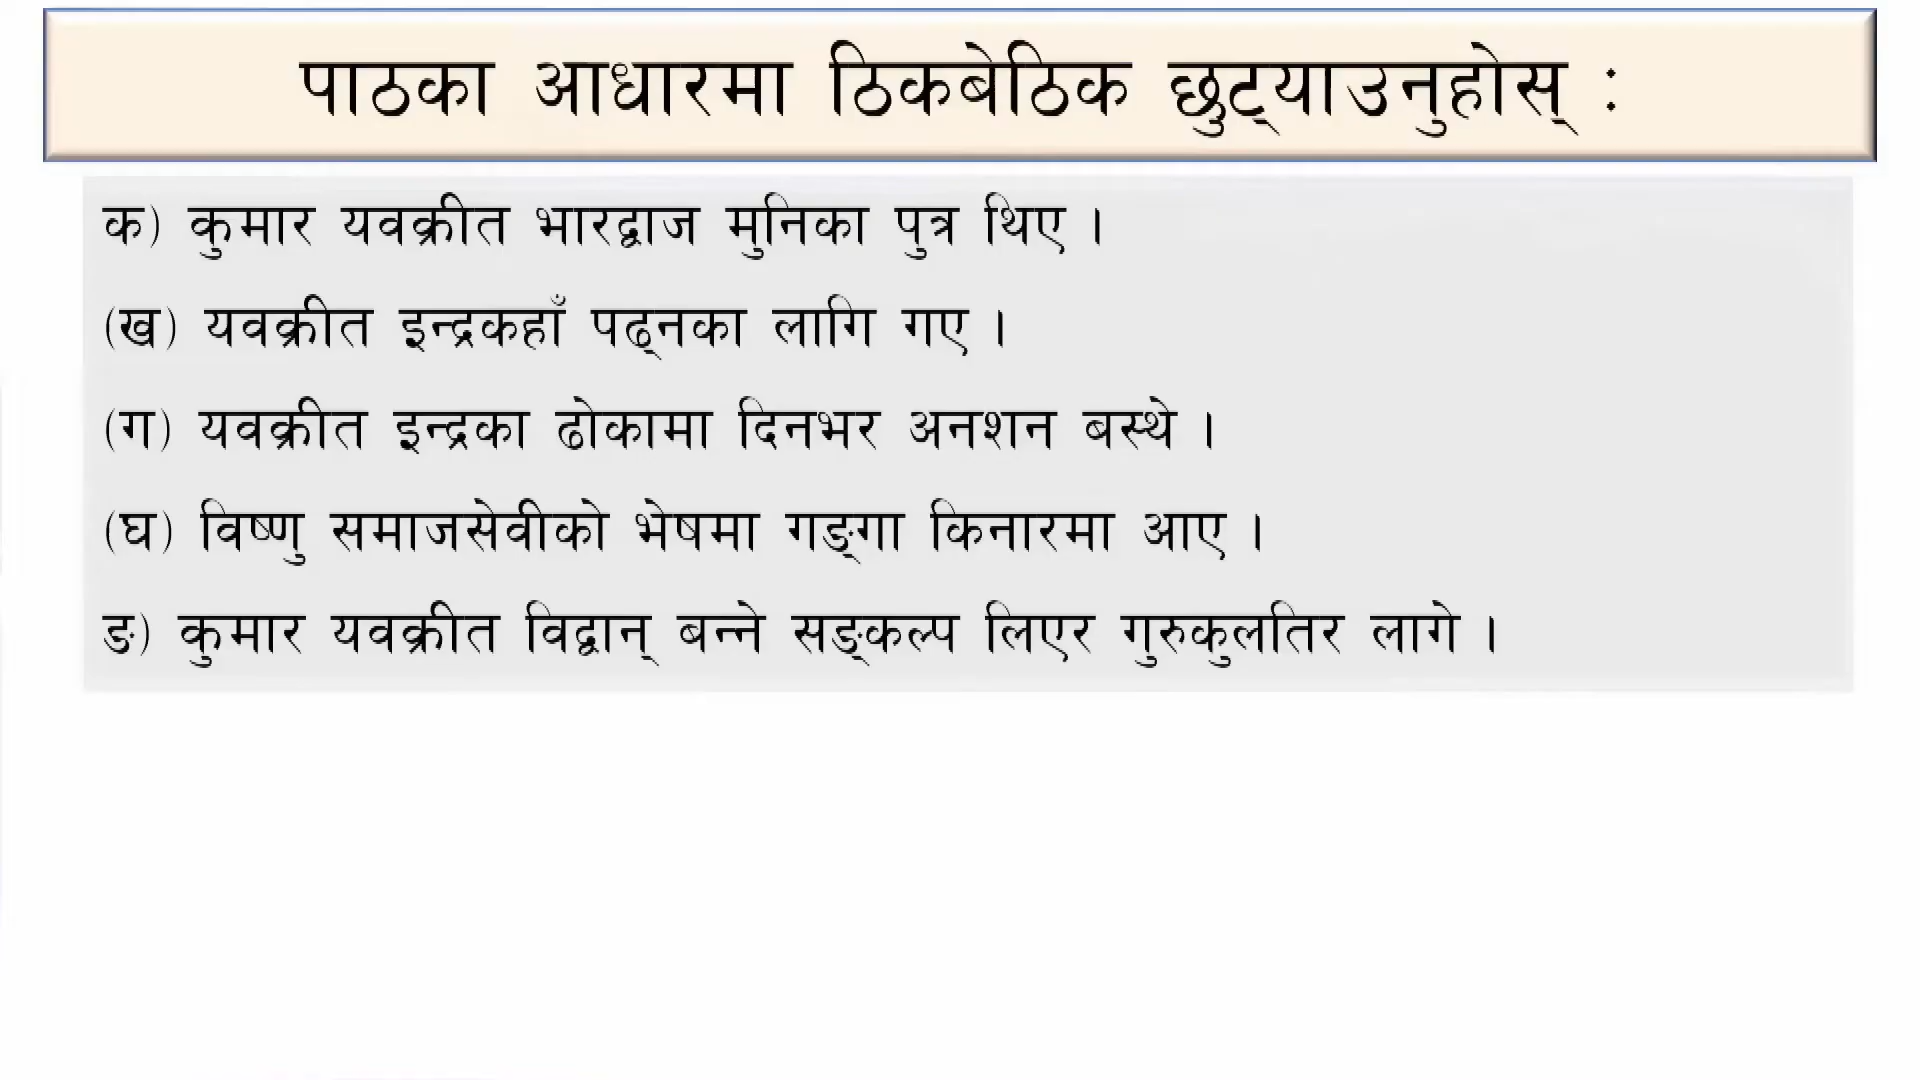 पाठका आधारमा ठिकबेठिक छुट्याउनुहोस् :
क) कुमार यवक्रीत भारद्वाज मुनिका पुत्र थिए ।
(ख) यवक्रीत इन्द्रकहाँ पढ्नका लागि गए ।
(ग) यवक्रीत इन्द्रका ढोकामा दिनभर अनशन बस्थे ।
(घ) विष्णु समाजसेवीको भेषमा गङ्गा किनारमा आए ।
ङ) कुमार यवक्रीत विद्वान् बन्ने सङ्कल्प लिएर गुरुकुलतिर लागे ।